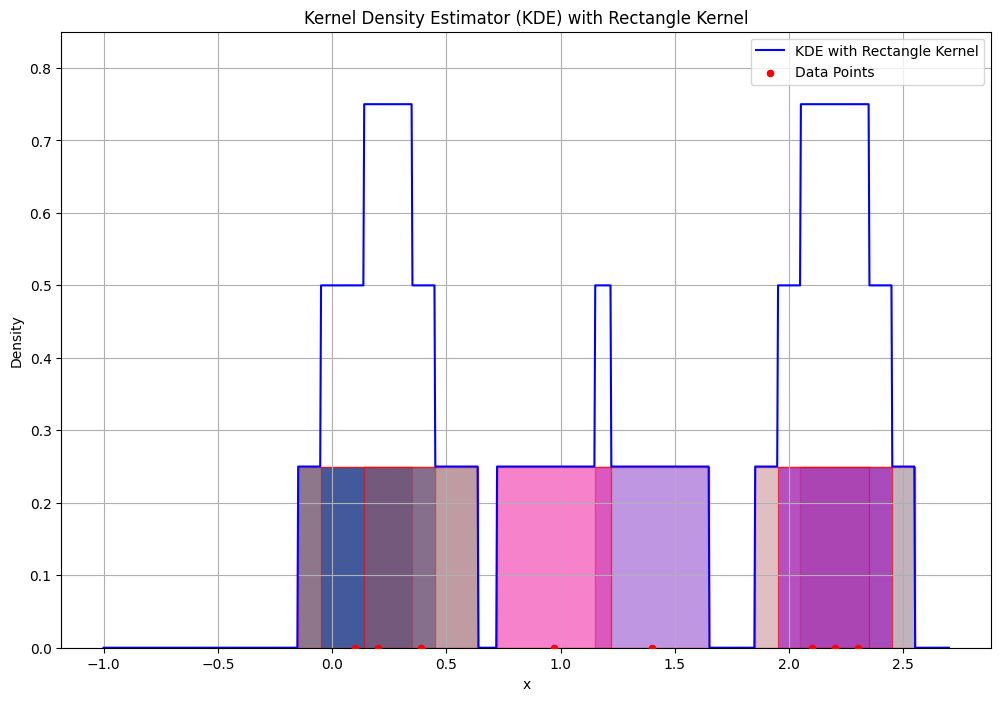 Kernel Density Estimator (KDE) with Rectangle Kernel
KDE with Rectangle Kernel
Data Points
Density
0.8
0.7
0.6
0.5
0.4
0.3
0.2
0.1
0.0
−1.0 −0.5 0.0 0.5 1.0 1.5 2.0 2.5
x